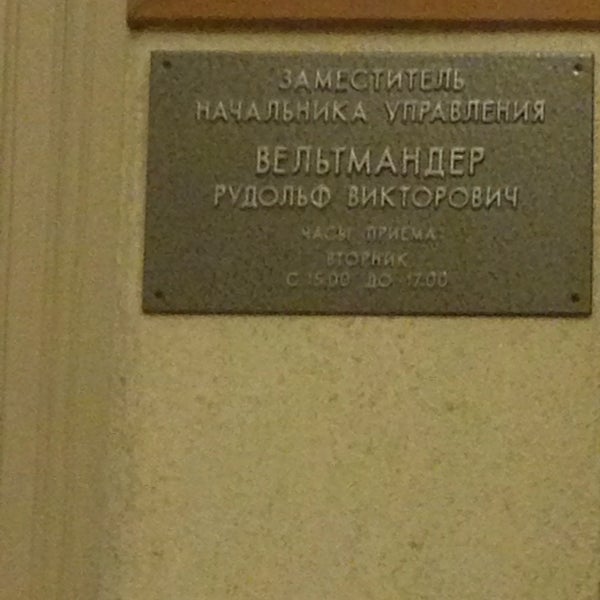 ЗАМЕСТИТЕЛЬ
НАЧАЛЬНИКА УПРАВЛЕНИЯ
ВЕЛЬТМАНДЕР
РУДОЛЬФ ВИКТОРОВИЧ
ЧАСЫ ПРИЕМА:
ВТОРНИК
С 15.00 ДО 17.00